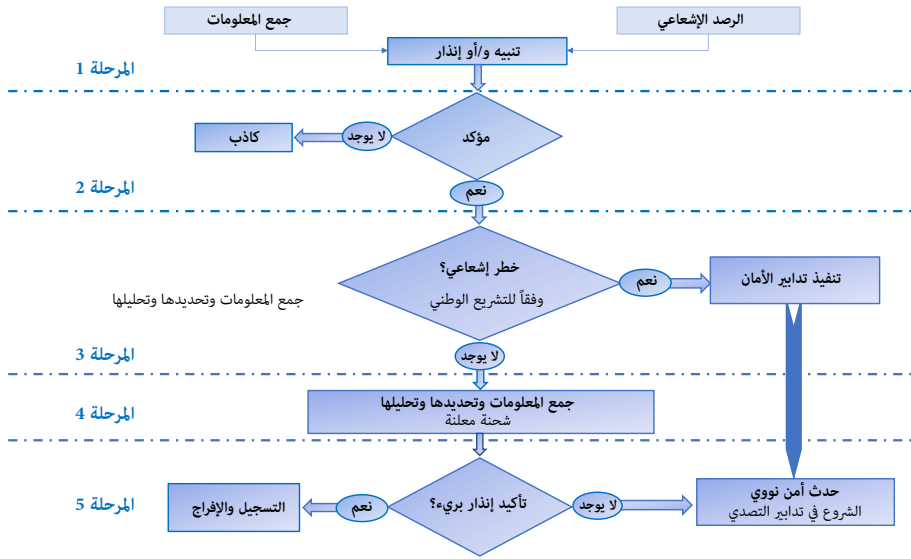 الرصد الإشعاعي
جمع المعلومات
تنبيه و/أو إنذار
المرحلة 1
مؤكد
لا يوجد
كاذب
نعم
المرحلة 2
خطر إشعاعي؟
وفقاً للتشريع الوطني
نعم
تنفيذ تدابير الأمان
جمع المعلومات وتحديدها وتحليلها
لا يوجد
المرحلة 3
جمع المعلومات وتحديدها وتحليلها
شحنة معلنة
المرحلة 4
تأكيد إنذار بريء؟
لا يوجد
حدث أمن نووي
الشروع في تدابير التصدي
نعم
التسجيل والإفراج
المرحلة 5